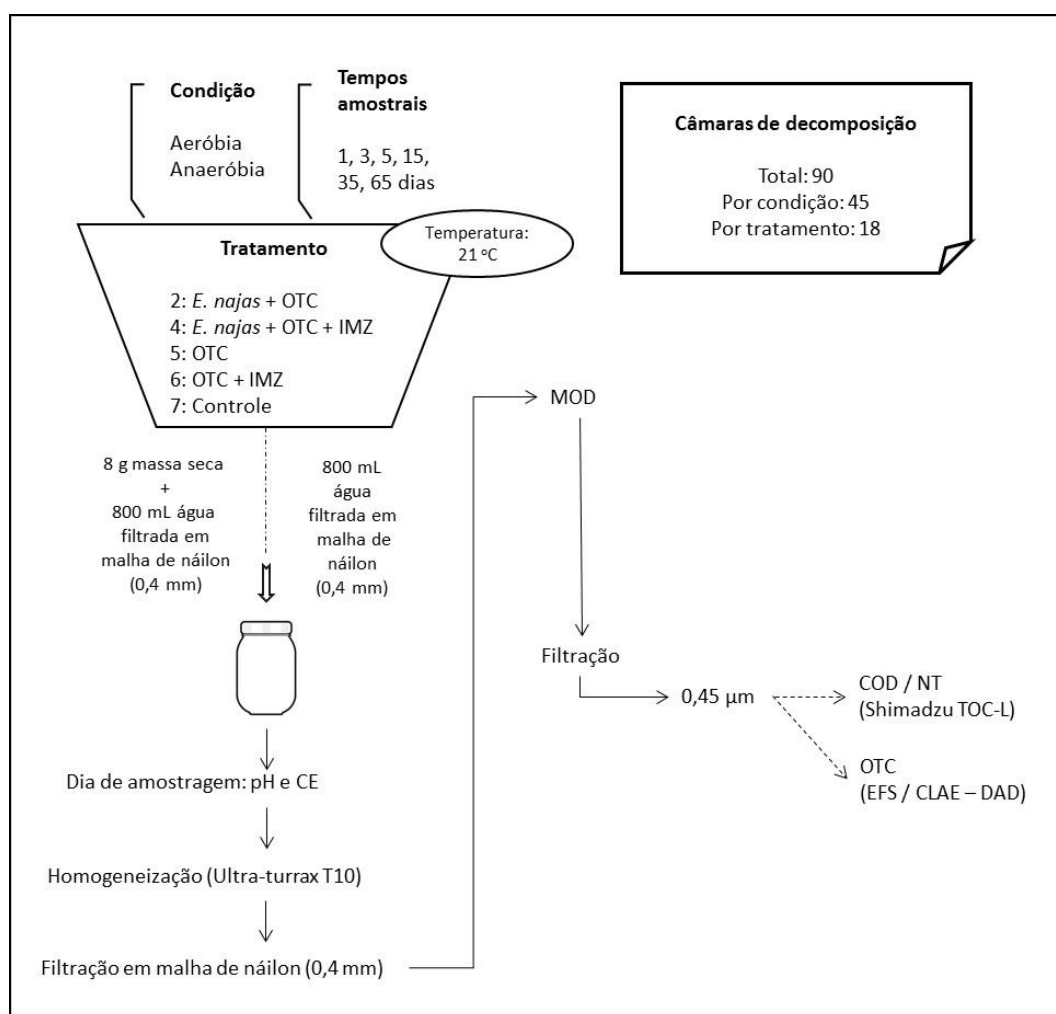 Condição
Aeróbia
Anaeróbia
Tempos
amostrais
1, 3, 5, 15,
35, 65 dias
Câmaras de decomposição
Total: 90
Por condição: 45
Por tratamento: 18
Temperatura:
21 ºC
Tratamento
2: E. najas + OTC
4: E. najas + OTC + IMZ
5: OTC
6: OTC + IMZ
7: Controle
8 g massa seca
+
800 mL água
filtrada em
malha de náilon
(0,4 mm)
800 mL
água
filtrada em
malha de
náilon
(0,4 mm)
Dia de amostragem: pH e CE
Homogeneização (Ultra-turrax T10)
Filtração em malha de náilon (0,4 mm)
MOD
Filtração
0,45 µm
COD / NT
(Shimadzu TOC-L)
OTC
(EFS / CLAE – DAD)